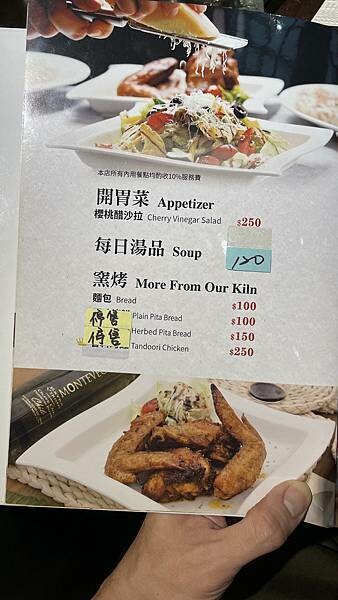 本店所有內用餐點均酌收10%服務費
開胃菜 Appetizer
櫻桃醋沙拉 Cherry Vinegar Salad $250
每日湯品 Soup 120
窯烤 More From Our Kiln
麵包 Bread $100
停售 Plain Pita Bread $100
停售 Herbed Pita Bread $150
Tandoori Chicken $250